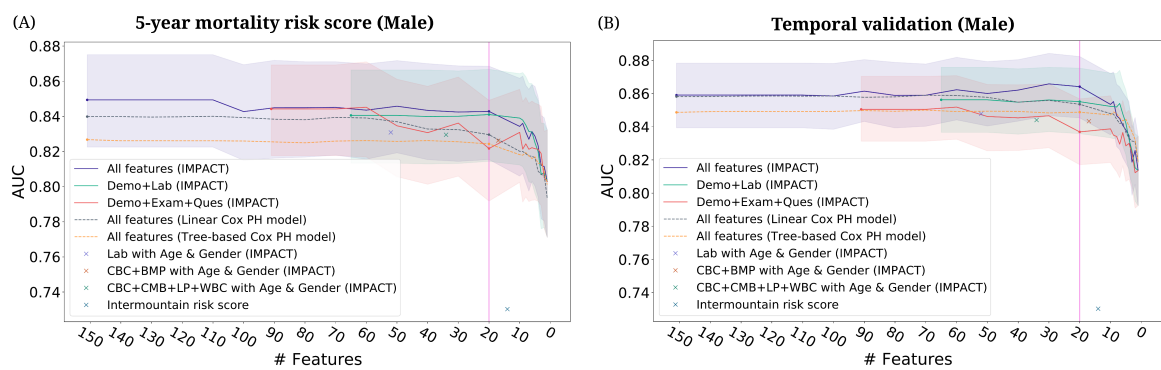 (A)
5-year mortality risk score (Male)
0.88
0.86
0.84
0.82
0.80
0.78
0.76
0.74
AUC
All features (IMPACT)
Demo+Lab (IMPACT)
Demo+Exam+Ques (IMPACT)
All features (Linear Cox PH model)
All features (Tree-based Cox PH model)
Lab with Age & Gender (IMPACT)
CBC+BMP with Age & Gender (IMPACT)
CBC+CMB+LP+WBC with Age & Gender (IMPACT)
Intermountain risk score
150 140 130 120 110 100 90 80 70 60 50 40 30 20 10 0
# Features
(B)
Temporal validation (Male)
0.88
0.86
0.84
0.82
0.80
0.78
0.76
0.74
AUC
All features (IMPACT)
Demo+Lab (IMPACT)
Demo+Exam+Ques (IMPACT)
All features (Linear Cox PH model)
All features (Tree-based Cox PH model)
Lab with Age & Gender (IMPACT)
CBC+BMP with Age & Gender (IMPACT)
CBC+CMB+LP+WBC with Age & Gender (IMPACT)
Intermountain risk score
150 140 130 120 110 100 90 80 70 60 50 40 30 20 10 0
# Features